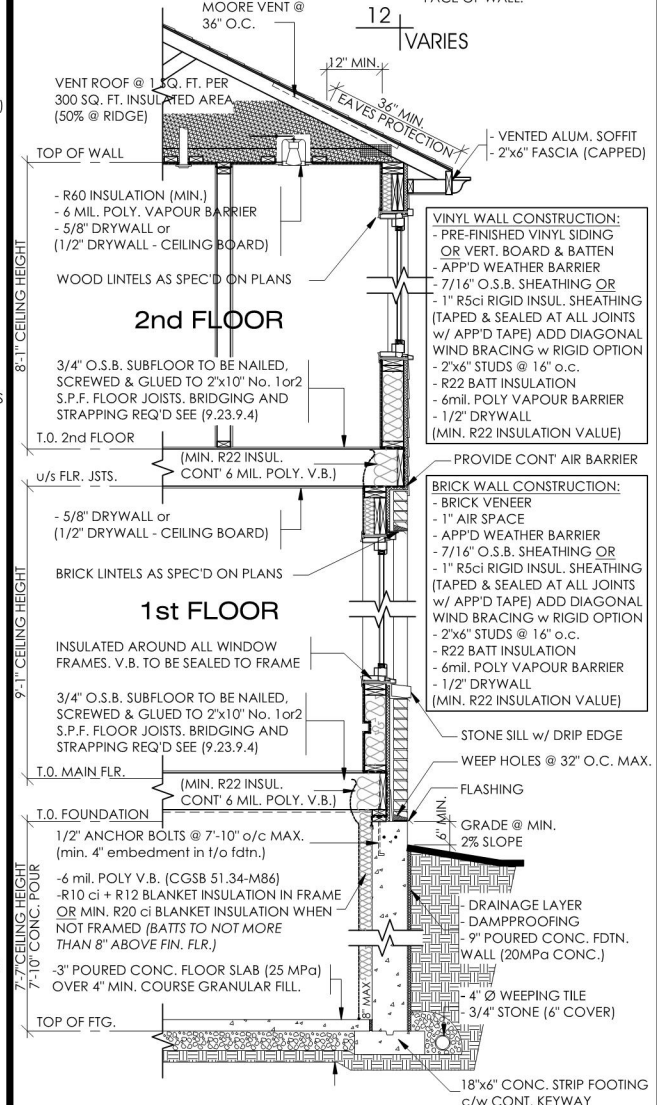 MOORE VENT @
36" O.C.
FACE OF WALL.
12
VARIES
12" MIN.
36" MIN.
EAVES PROTECTION
VENT ROOF @ 1 SQ. FT. PER
300 SQ. FT. INSULATED AREA
(50% @ RIDGE)
- VENTED ALUM. SOFFIT
- 2"x6" FASCIA (CAPPED)
TOP OF WALL
- R60 INSULATION (MIN.)
- 6 MIL. POLY. VAPOUR BARRIER
- 5/8" DRYWALL or
(1/2" DRYWALL - CEILING BOARD)
WOOD LINTELS AS SPEC'D ON PLANS
8'-1" CEILING HEIGHT
2nd FLOOR
VINYL WALL CONSTRUCTION:
- PRE-FINISHED VINYL SIDING
OR VERT. BOARD & BATTEN
- APP'D WEATHER BARRIER
- 7/16" O.S.B. SHEATHING OR
- 1" R5ci RIGID INSUL. SHEATHING
(TAPED & SEALED AT ALL JOINTS
w/ APP'D TAPE) ADD DIAGONAL
WIND BRACING w RIGID OPTION
- 2"x6" STUDS @ 16" o.c.
- R22 BATT INSULATION
- 6mil. POLY VAPOUR BARRIER
- 1/2" DRYWALL
(MIN. R22 INSULATION VALUE)
3/4" O.S.B. SUBFLOOR TO BE NAILED,
SCREWED & GLUED TO 2"x10" No. 1or2
S.P.F. FLOOR JOISTS. BRIDGING AND
STRAPPING REQ'D SEE (9.23.9.4)
T.O. 2nd FLOOR
(MIN. R22 INSUL.
CONT' 6 MIL. POLY. V.B.)
PROVIDE CONT' AIR BARRIER
u/s FLR. JSTS.
- 5/8" DRYWALL or
(1/2" DRYWALL - CEILING BOARD)
BRICK LINTELS AS SPEC'D ON PLANS
9'-1" CEILING HEIGHT
1st FLOOR
BRICK WALL CONSTRUCTION:
- BRICK VENEER
- 1" AIR SPACE
- APP'D WEATHER BARRIER
- 7/16" O.S.B. SHEATHING OR
- 1" R5ci RIGID INSUL. SHEATHING
(TAPED & SEALED AT ALL JOINTS
w/ APP'D TAPE) ADD DIAGONAL
WIND BRACING w RIGID OPTION
- 2"x6" STUDS @ 16" o.c.
- R22 BATT INSULATION
- 6mil. POLY VAPOUR BARRIER
- 1/2" DRYWALL
(MIN. R22 INSULATION VALUE)
INSULATED AROUND ALL WINDOW
FRAMES. V.B. TO BE SEALED TO FRAME
3/4" O.S.B. SUBFLOOR TO BE NAILED,
SCREWED & GLUED TO 2"x10" No. 1or2
S.P.F. FLOOR JOISTS. BRIDGING AND
STRAPPING REQ'D SEE (9.23.9.4)
STONE SILL w/ DRIP EDGE
WEEP HOLES @ 32" O.C. MAX.
T.O. MAIN FLR.
(MIN. R22 INSUL.
CONT' 6 MIL. POLY. V.B.)
FLASHING
T.O. FOUNDATION
6" MIN.
GRADE @ MIN.
2% SLOPE
1/2" ANCHOR BOLTS @ 7'-10" o/c MAX.
(min. 4" embedment in t/o fdtn.)
7'-7"CEILING HEIGHT
7'-10" CONC. POUR
-6 mil. POLY V.B. (CGSB 51.34-M86)
-R10 ci + R12 BLANKET INSULATION IN FRAME
OR MIN. R20 ci BLANKET INSULATION WHEN
NOT FRAMED (BATTS TO NOT MORE
THAN 8" ABOVE FIN. FLR.)
- DRAINAGE LAYER
- DAMPPROOFING
- 9" POURED CONC. FDTN.
WALL (20MPa CONC.)
-3" POURED CONC. FLOOR SLAB (25 MPa)
OVER 4" MIN. COURSE GRANULAR FILL.
8" MAX
- 4" Ø WEEPING TILE
- 3/4" STONE (6" COVER)
TOP OF FTG.
18"x6" CONC. STRIP FOOTING
c/w CONT. KEYWAY